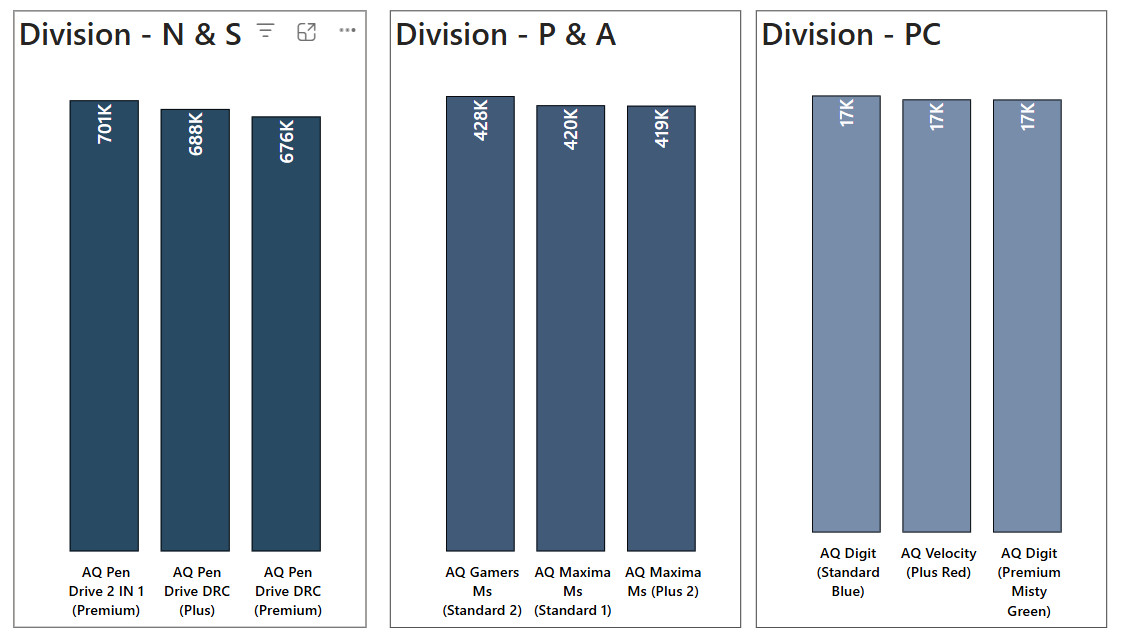 Division - N & S
701K
688K
676K
AQ Pen
Drive 2 IN 1
(Premium)
AQ Pen
Drive DRC
(Plus)
AQ Pen
Drive DRC
(Premium)
Division - P & A
428K
420K
419K
AQ Gamers
Ms
(Standard 2)
AQ Maxima
Ms
(Standard 1)
AQ Maxima
Ms (Plus 2)
Division - PC
17K
17K
17K
AQ Digit
(Standard
Blue)
AQ Velocity
(Plus Red)
AQ Digit
(Premium
Misty
Green)